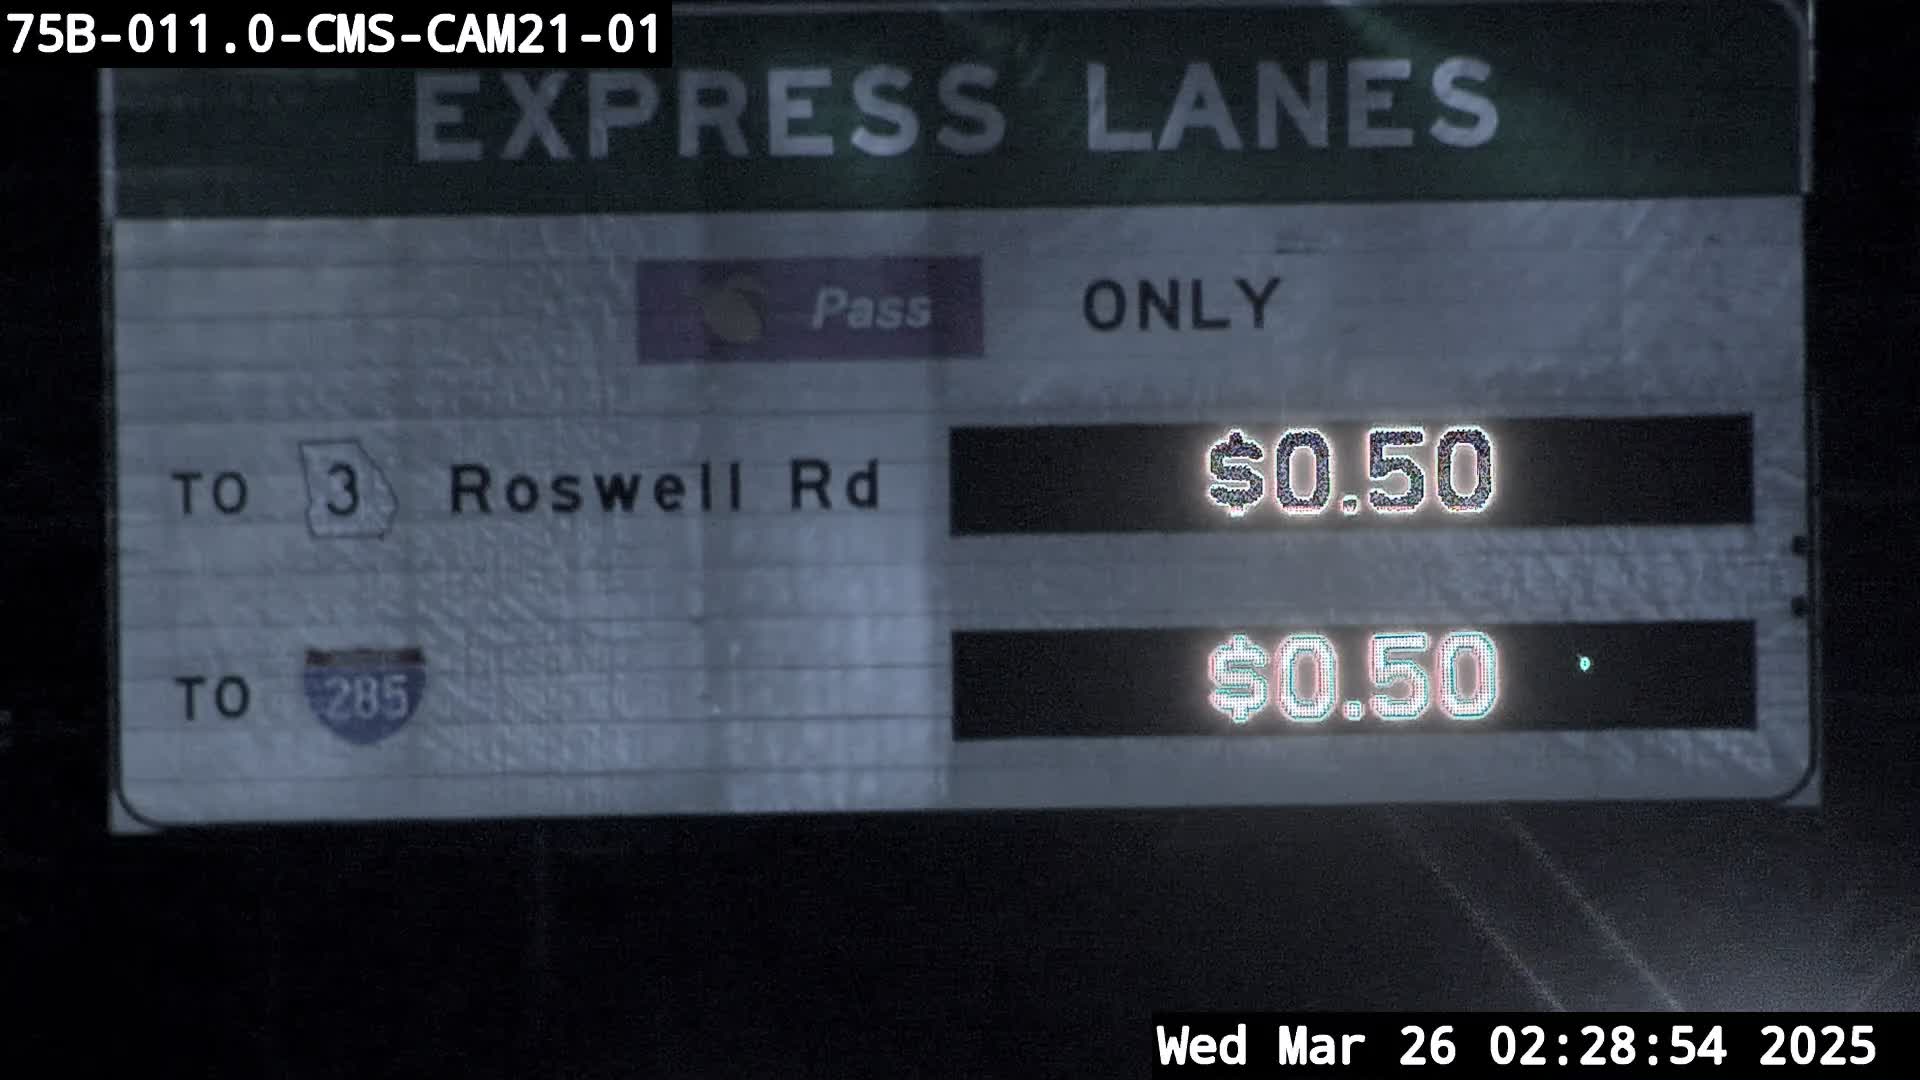 75B-011.0-CMS-CAM21-01
EXPRESS LANES
Pass ONLY
TO 3 Roswell Rd $0.50
TO 285 $0.50
Wed Mar 26 02:28:54 2025